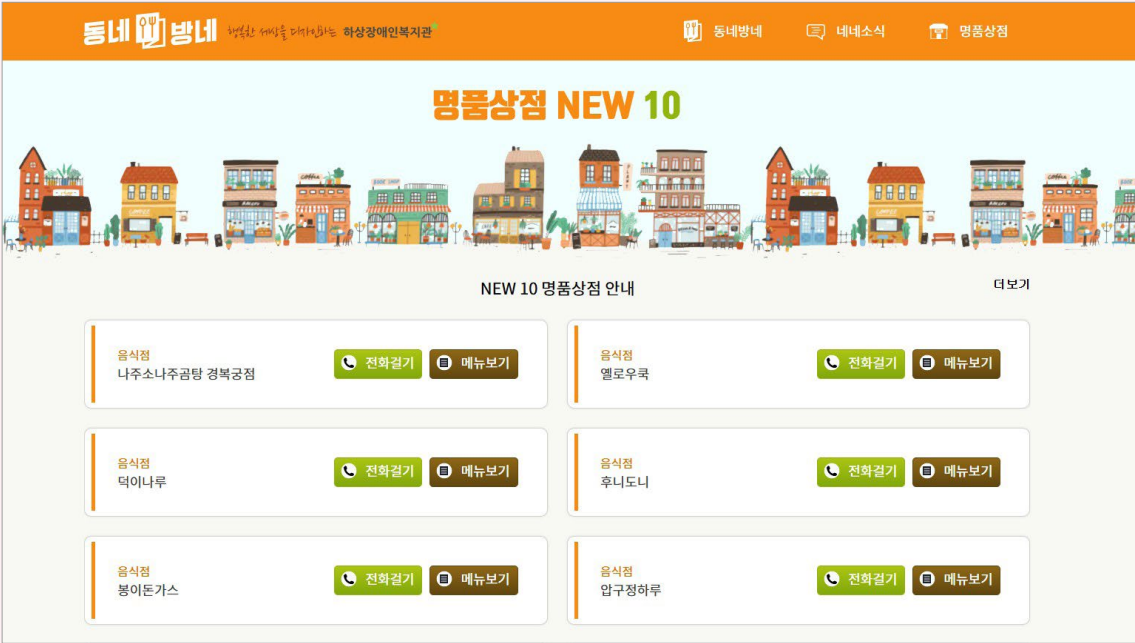 동네 방네 행복한 세상을 디자인하는 하상장애인복지관
동네방네 네네소식 명품상점
명품상점 NEW 10
NEW 10 명품상점 안내
더보기
음식점
나주소나주곰탕 경복궁점
전화걸기 메뉴보기
음식점
옐로우쿡
전화걸기 메뉴보기
음식점
덕이나루
전화걸기 메뉴보기
음식점
후니도니
전화걸기 메뉴보기
음식점
봉이돈가스
전화걸기 메뉴보기
음식점
압구정하루
전화걸기 메뉴보기